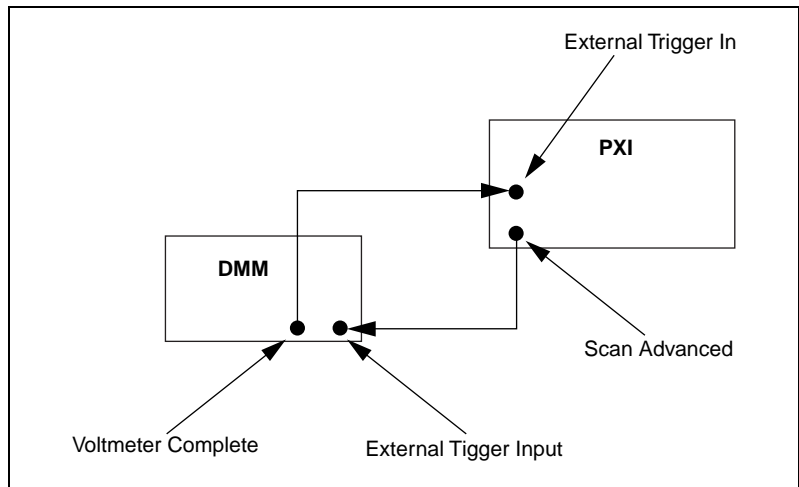 External Trigger In
PXI
DMM
Scan Advanced
Voltmeter Complete
External Tigger Input